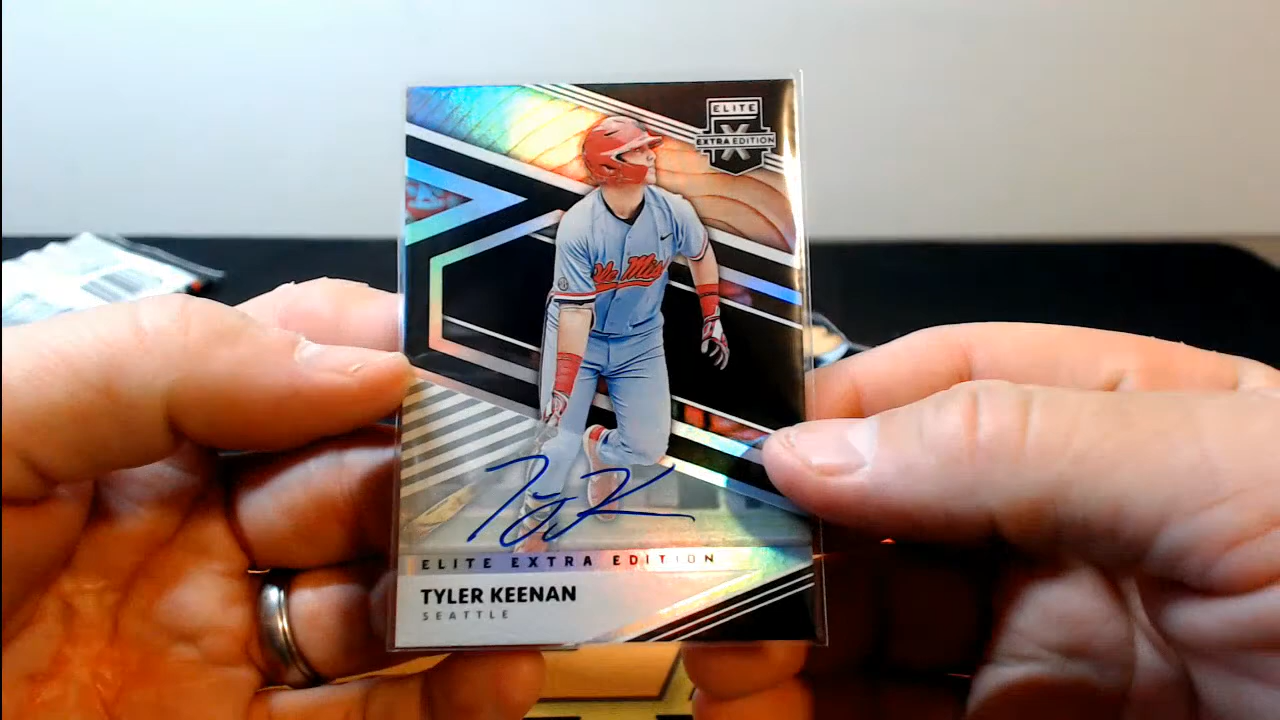 ELITE
EXTRA EDITION
Ole Miss
ELITE EXTRA EDITION
TYLER KEENAN
SEATTLE